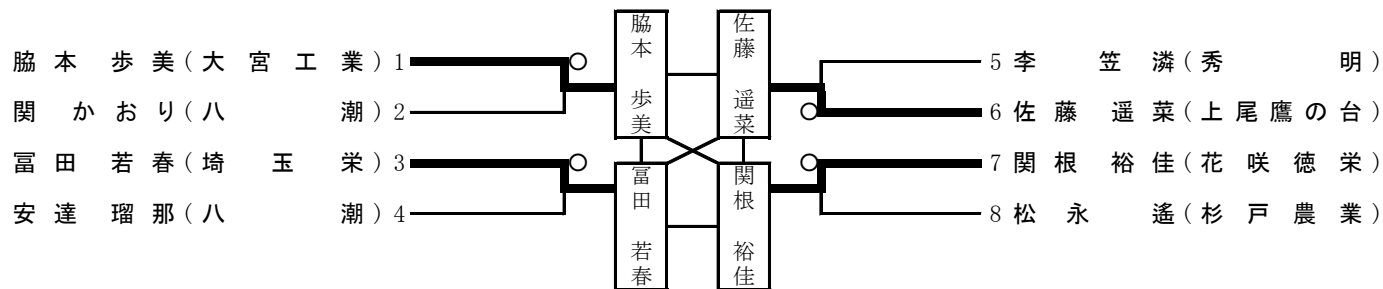 脇本 歩美(大宮工業)1
関かおり(八潮)2
冨田 若春(埼玉栄)3
安達 瑠那(八潮)4
脇本 歩美
佐藤 遥菜
冨田 若春
関根 裕佳
5 李 笠潾(秀明)
6 佐藤 遥菜(上尾鷹の台)
7 関根 裕佳(花咲徳栄)
8 松永 遙(杉戸農業)